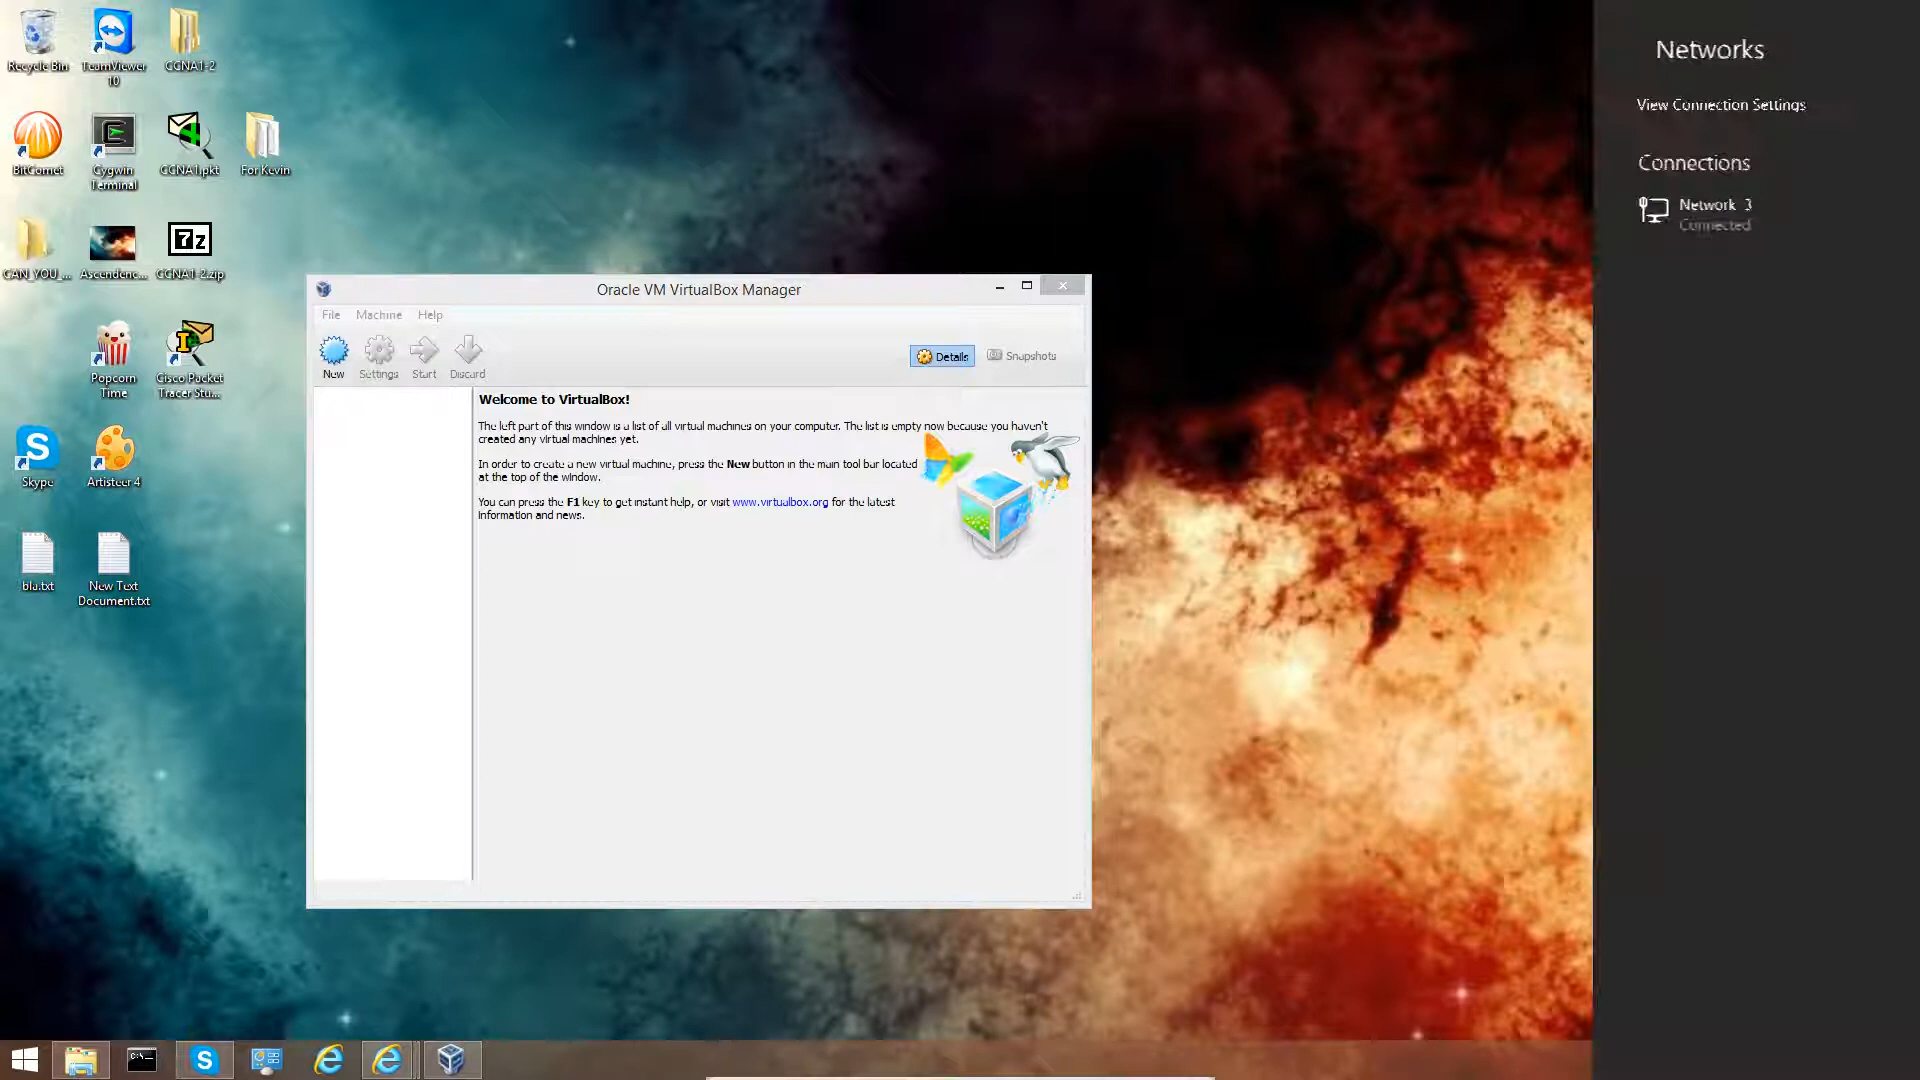 Recycle Bin
TeamViewer
10
CCNA1-2
BitComet
Cygwin
Terminal
CCNA1.pkt
For Kevin
CAN_YOU_...
Ascendenc...
CCNA1-2.zip
7z
Popcorn
Time
Cisco Packet
Tracer Stu...
Skype
Artisteer 4
bla.txt
New Text
Document.txt
Oracle VM VirtualBox Manager
File Machine Help
New Settings Start Discard
Details Snapshots
Welcome to VirtualBox!
The left part of this window is a list of all virtual machines on your computer. The list is empty now because you haven't
created any virtual machines yet.
In order to create a new virtual machine, press the New button in the main tool bar located
at the top of the window.
You can press the F1 key to get instant help, or visit www.virtualbox.org for the latest
information and news.
Networks
View Connection Settings
Connections
Network 3
Connected
C:\_